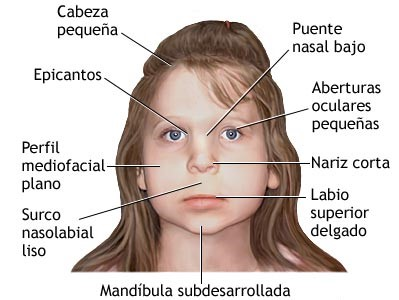 Cabeza
pequeña
Puente
nasal bajo
Epicantos
Aberturas
oculares
pequeñas
Perfil
mediofacial
plano
Nariz corta
Surco
nasolabial
liso
Labio
superior
delgado
Mandíbula subdesarrollada